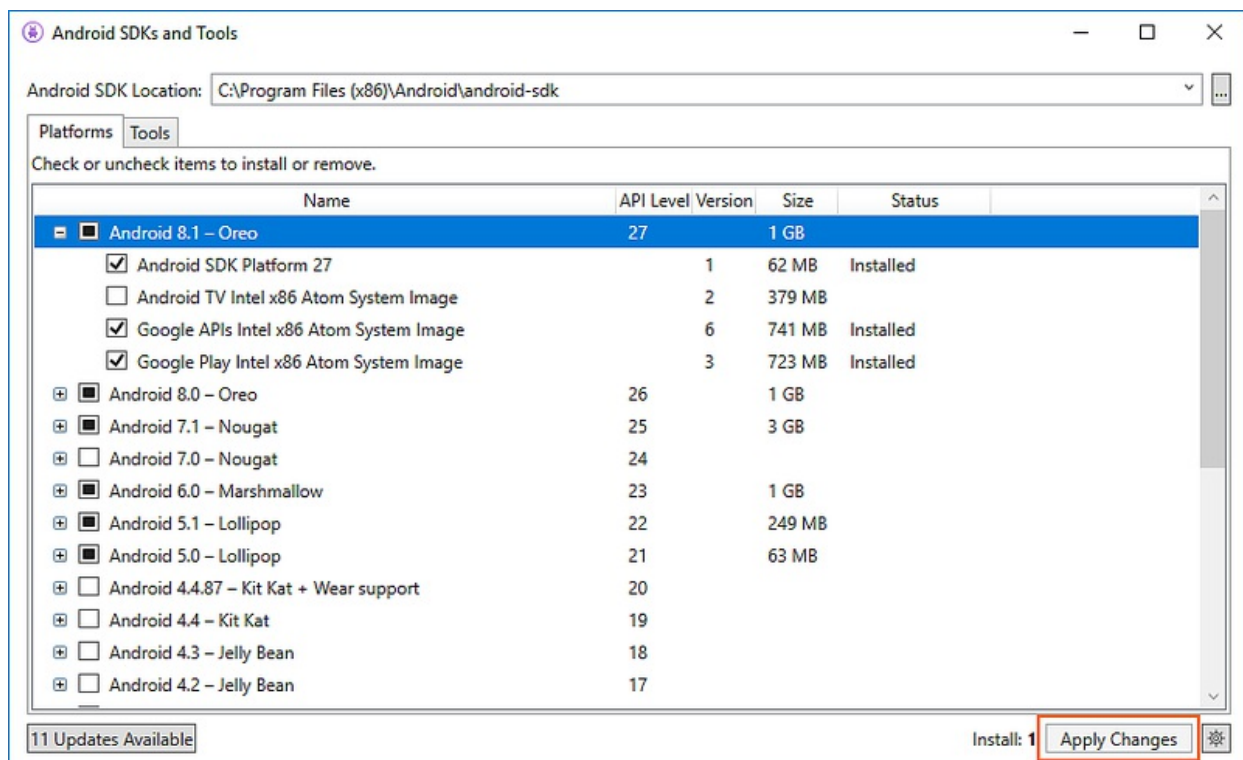 Android SDKs and Tools
Android SDK Location: C:\Program Files (x86)\Android\android-sdk ...
Platforms Tools
Check or uncheck items to install or remove.
Name API Level Version Size Status
Android 8.1 – Oreo 27 1 GB
Android SDK Platform 27 1 62 MB Installed
Android TV Intel x86 Atom System Image 2 379 MB
Google APIs Intel x86 Atom System Image 6 741 MB Installed
Google Play Intel x86 Atom System Image 3 723 MB Installed
Android 8.0 – Oreo 26 1 GB
Android 7.1 – Nougat 25 3 GB
Android 7.0 – Nougat 24
Android 6.0 – Marshmallow 23 1 GB
Android 5.1 – Lollipop 22 249 MB
Android 5.0 – Lollipop 21 63 MB
Android 4.4.87 – Kit Kat + Wear support 20
Android 4.4 – Kit Kat 19
Android 4.3 – Jelly Bean 18
Android 4.2 – Jelly Bean 17
11 Updates Available Install: 1 Apply Changes